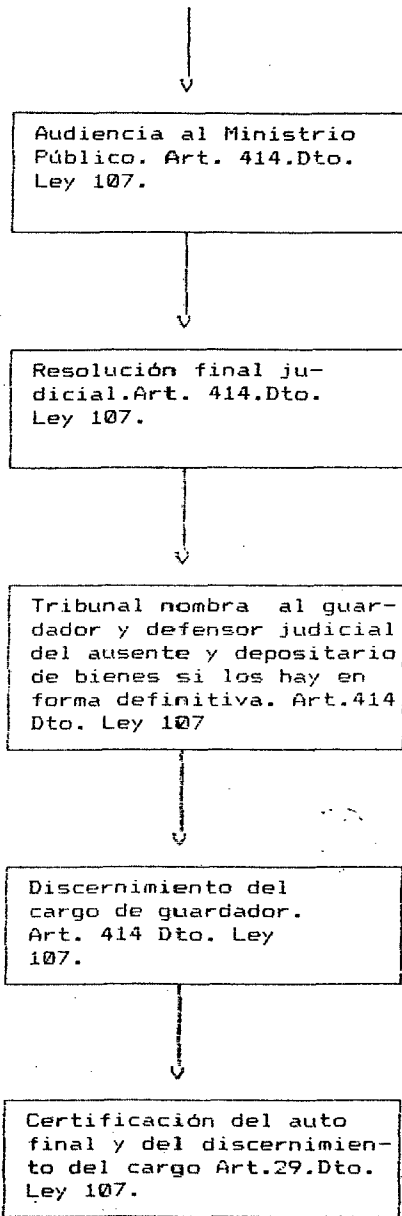 Audiencia al Ministrio
Público. Art. 414.Dto.
Ley 107.
Resolución final ju-
dicial.Art. 414.Dto.
Ley 107.
Tribunal nombra al guar-
dador y defensor judicial
del ausente y depositario
de bienes si los hay en
forma definitiva. Art.414
Dto. Ley 107
Discernimiento del
cargo de guardador.
Art. 414 Dto. Ley
107.
Certificación del auto
final y del discernimien-
to del cargo Art.29.Dto.
Ley 107.